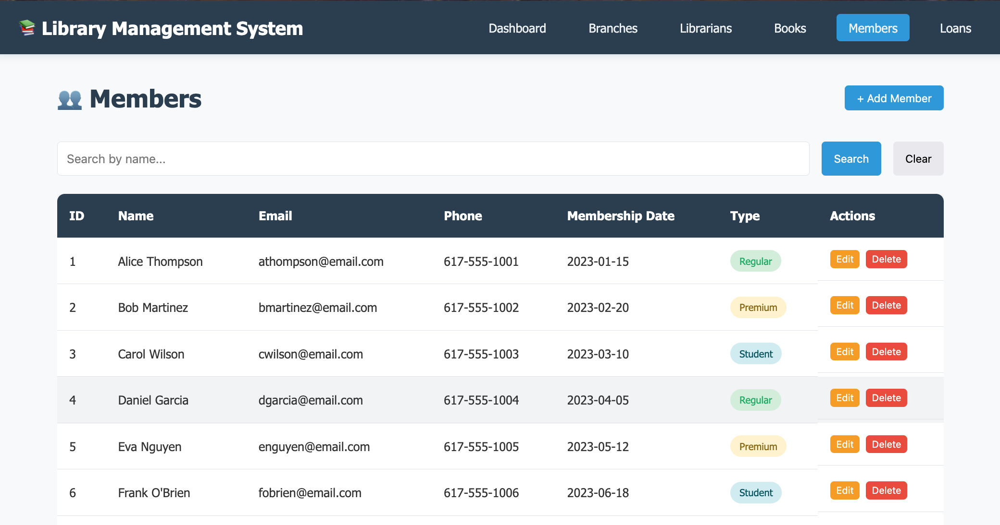 Library Management System Dashboard Branches Librarians Books Members Loans
Members + Add Member
Search by name... Search Clear
ID Name Email Phone Membership Date Type Actions
1 Alice Thompson athompson@email.com 617-555-1001 2023-01-15 Regular Edit Delete
2 Bob Martinez bmartinez@email.com 617-555-1002 2023-02-20 Premium Edit Delete
3 Carol Wilson cwilson@email.com 617-555-1003 2023-03-10 Student Edit Delete
4 Daniel Garcia dgarcia@email.com 617-555-1004 2023-04-05 Regular Edit Delete
5 Eva Nguyen enguyen@email.com 617-555-1005 2023-05-12 Premium Edit Delete
6 Frank O'Brien fobrien@email.com 617-555-1006 2023-06-18 Student Edit Delete